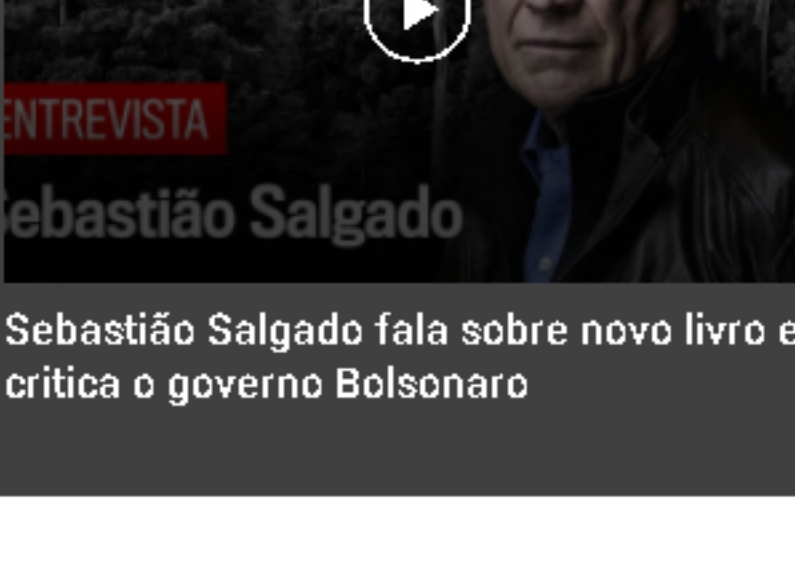 ENTREVISTA
Sebastião Salgado
Sebastião Salgado fala sobre novo livro e
critica o governo Bolsonaro